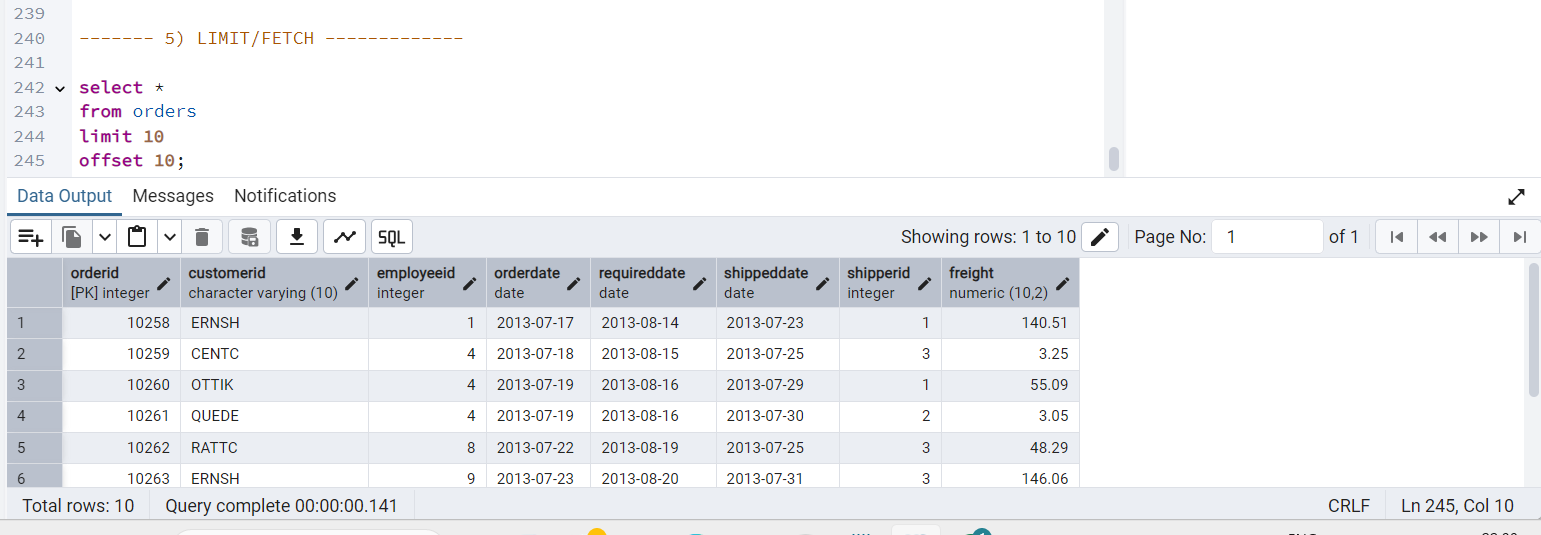 239
240 ------- 5) LIMIT/FETCH -------------
241
242 select *
243 from orders
244 limit 10
245 offset 10;
Data Output Messages Notifications
SQL Showing rows: 1 to 10 Page No: 1 of 1
orderid customerid employeeid orderdate requireddate shippeddate shipperid freight
[PK] integer character varying (10) integer date date date integer numeric (10,2)
1 10258 ERNSH 1 2013-07-17 2013-08-14 2013-07-23 1 140.51
2 10259 CENTC 4 2013-07-18 2013-08-15 2013-07-25 3 3.25
3 10260 OTTIK 4 2013-07-19 2013-08-16 2013-07-29 1 55.09
4 10261 QUEDE 4 2013-07-19 2013-08-16 2013-07-30 2 3.05
5 10262 RATTC 8 2013-07-22 2013-08-19 2013-07-25 3 48.29
6 10263 ERNSH 9 2013-07-23 2013-08-20 2013-07-31 3 146.06
Total rows: 10 Query complete 00:00:00.141 CRLF Ln 245, Col 10